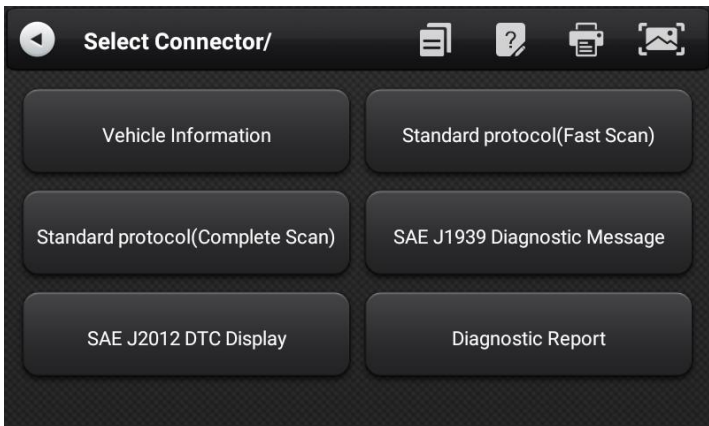 Select Connector/
Vehicle Information
Standard protocol(Fast Scan)
Standard protocol(Complete Scan)
SAE J1939 Diagnostic Message
SAE J2012 DTC Display
Diagnostic Report